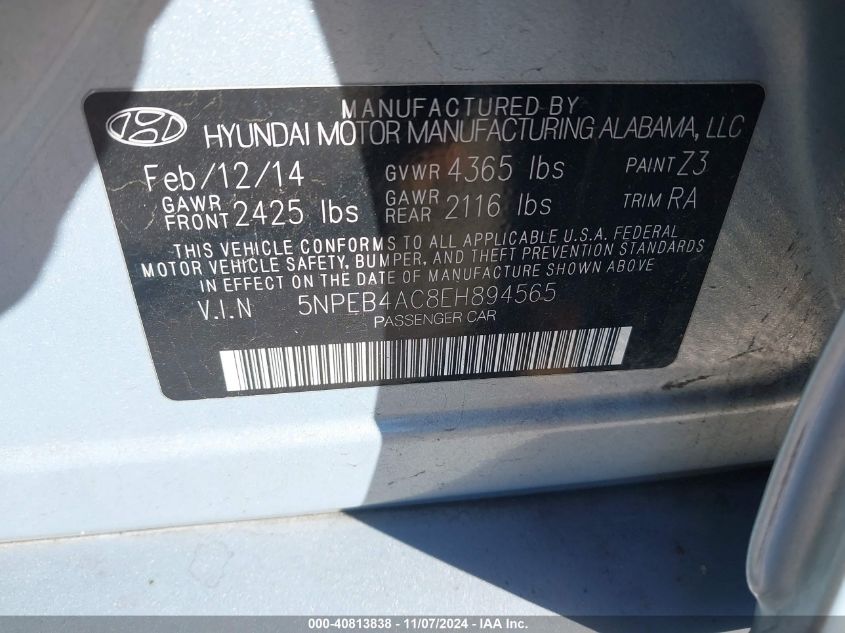 MANUFACTURED BY
HYUNDAI MOTOR MANUFACTURING ALABAMA, LLC
Feb/12/14 GVWR 4365 lbs PAINT Z3
GAWR FRONT 2425 lbs GAWR REAR 2116 lbs TRIM RA
THIS VEHICLE CONFORMS TO ALL APPLICABLE U.S.A. FEDERAL
MOTOR VEHICLE SAFETY, BUMPER, AND THEFT PREVENTION STANDARDS
IN EFFECT ON THE DATE OF MANUFACTURE SHOWN ABOVE
V.I.N 5NPEB4AC8EH894565
PASSENGER CAR
000-40813838 - 11/07/2024 - IAA Inc.